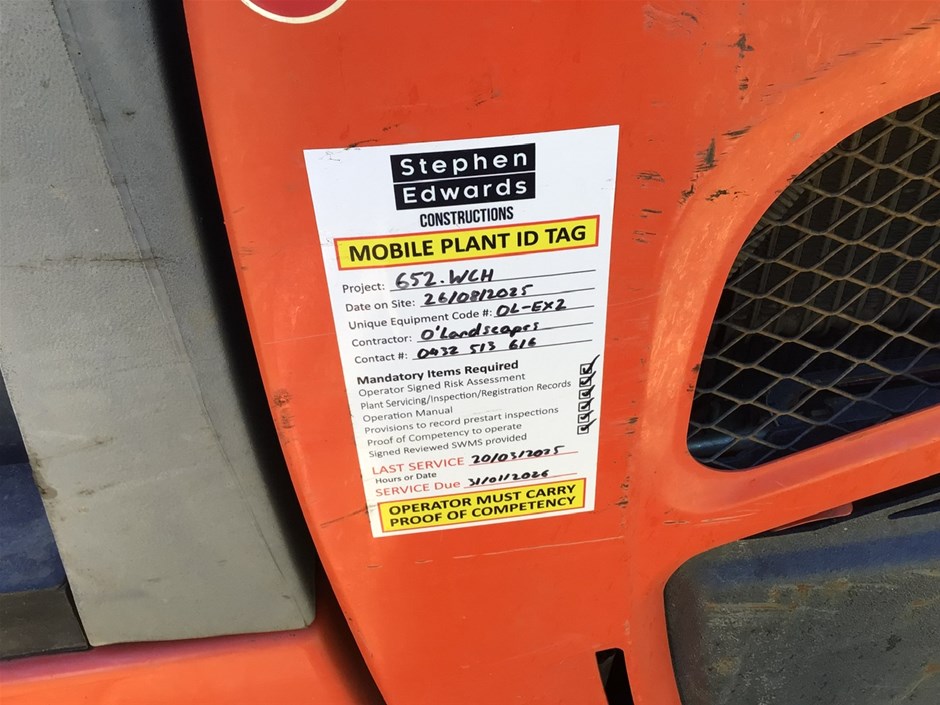 Stephen
Edwards
CONSTRUCTIONS
MOBILE PLANT ID TAG
Project: 652.WCH
Date on Site: 26/08/2025
Unique Equipment Code #: OL-EX2
Contractor: O'Landscapes
Contact #: 0432 513 616
Mandatory Items Required
Operator Signed Risk Assessment
Plant Servicing/Inspection/Registration Records
Operation Manual
Provisions to record prestart inspections
Proof of Competency to operate
Signed Reviewed SWMS provided
LAST SERVICE 20/03/2025
Hours or Date
SERVICE Due 31/01/2026
OPERATOR MUST CARRY
PROOF OF COMPETENCY